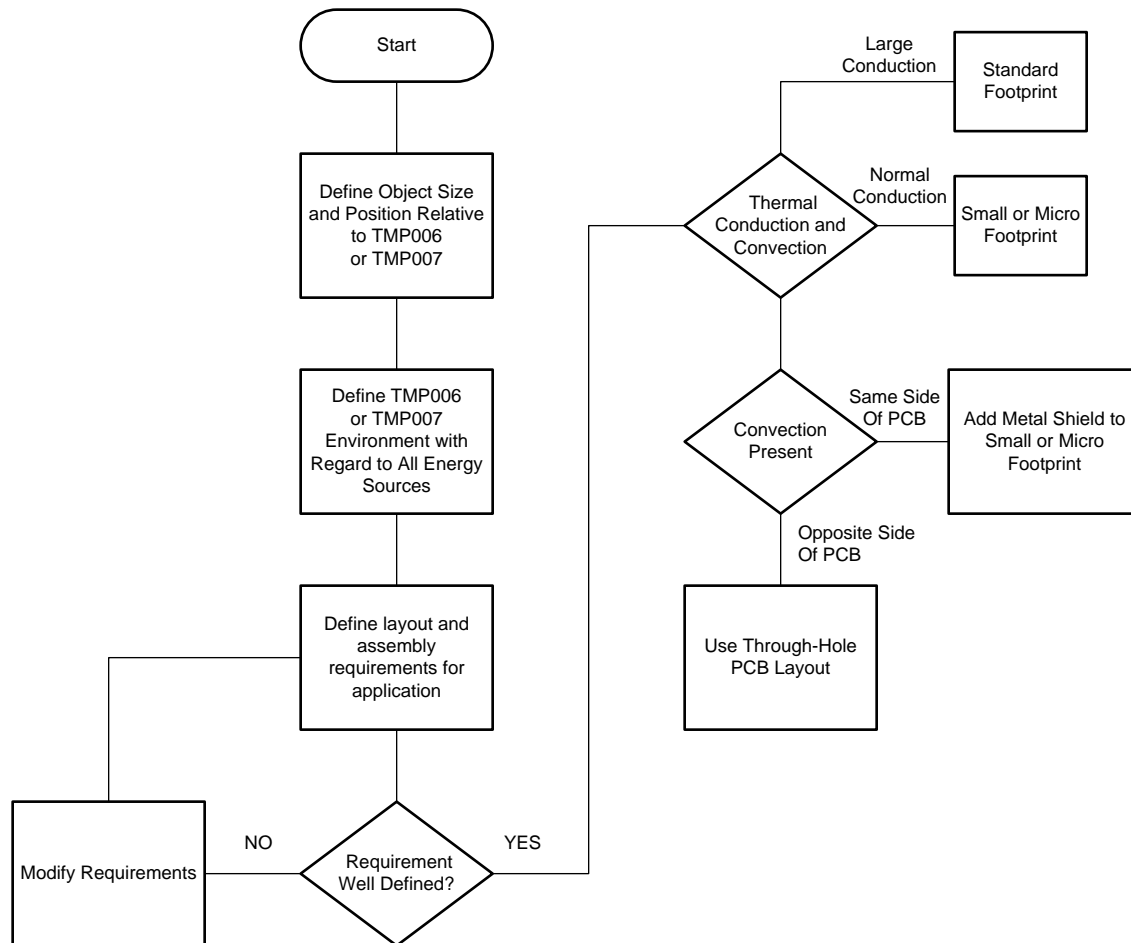 Start
Define Object Size
and Position Relative
to TMP006
or TMP007
Define TMP006
or TMP007
Environment with
Regard to All Energy
Sources
Define layout and
assembly
requirements for
application
Modify Requirements
NO
Requirement
Well Defined?
YES
Large
Conduction
Standard
Footprint
Thermal
Conduction and
Convection
Normal
Conduction
Small or Micro
Footprint
Convection
Present
Same Side
Of PCB
Add Metal Shield to
Small or Micro
Footprint
Opposite Side
Of PCB
Use Through-Hole
PCB Layout